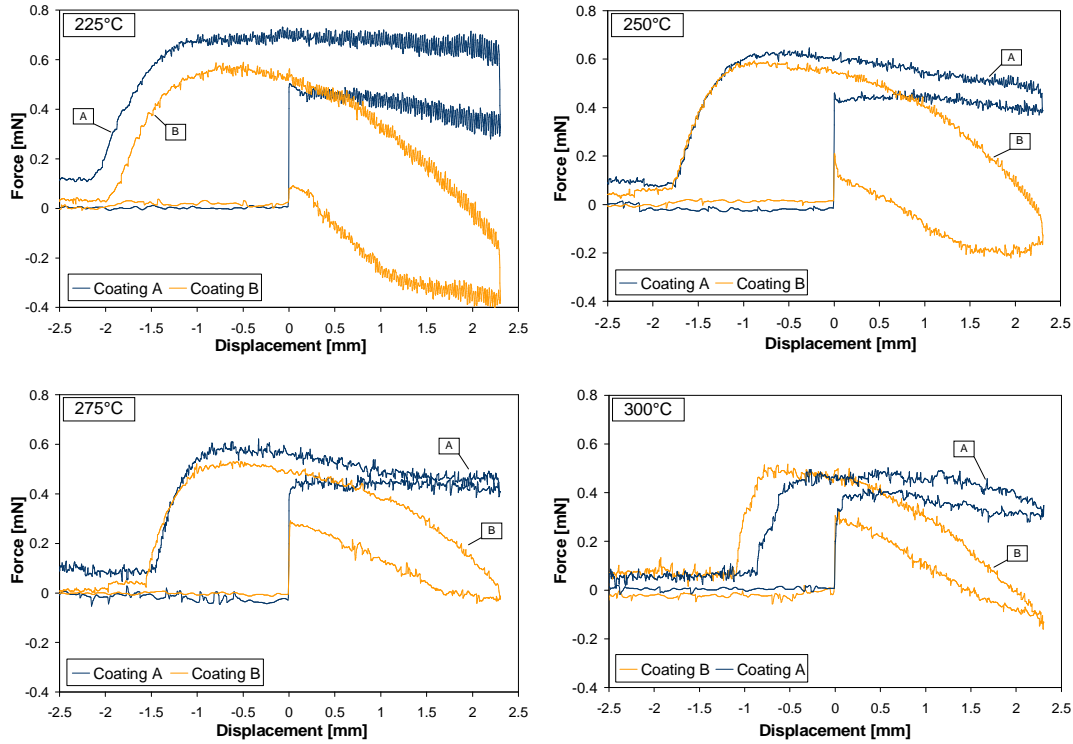 225°C
0.8
0.6
0.4
0.2
0
-0.2
-0.4
Force [mN]
A
B
Coating A Coating B
-2.5 -2 -1.5 -1 -0.5 0 0.5 1 1.5 2 2.5
Displacement [mm]
250°C
0.8
0.6
0.4
0.2
0
-0.2
-0.4
Force [mN]
A
B
Coating A Coating B
-2.5 -2 -1.5 -1 -0.5 0 0.5 1 1.5 2 2.5
Displacement [mm]
275°C
0.8
0.6
0.4
0.2
0
-0.2
-0.4
Force [mN]
A
B
Coating A Coating B
-2.5 -2 -1.5 -1 -0.5 0 0.5 1 1.5 2 2.5
Displacement [mm]
300°C
0.8
0.6
0.4
0.2
0
-0.2
-0.4
Force [mN]
A
B
Coating B Coating A
-2.5 -2 -1.5 -1 -0.5 0 0.5 1 1.5 2 2.5
Displacement [mm]